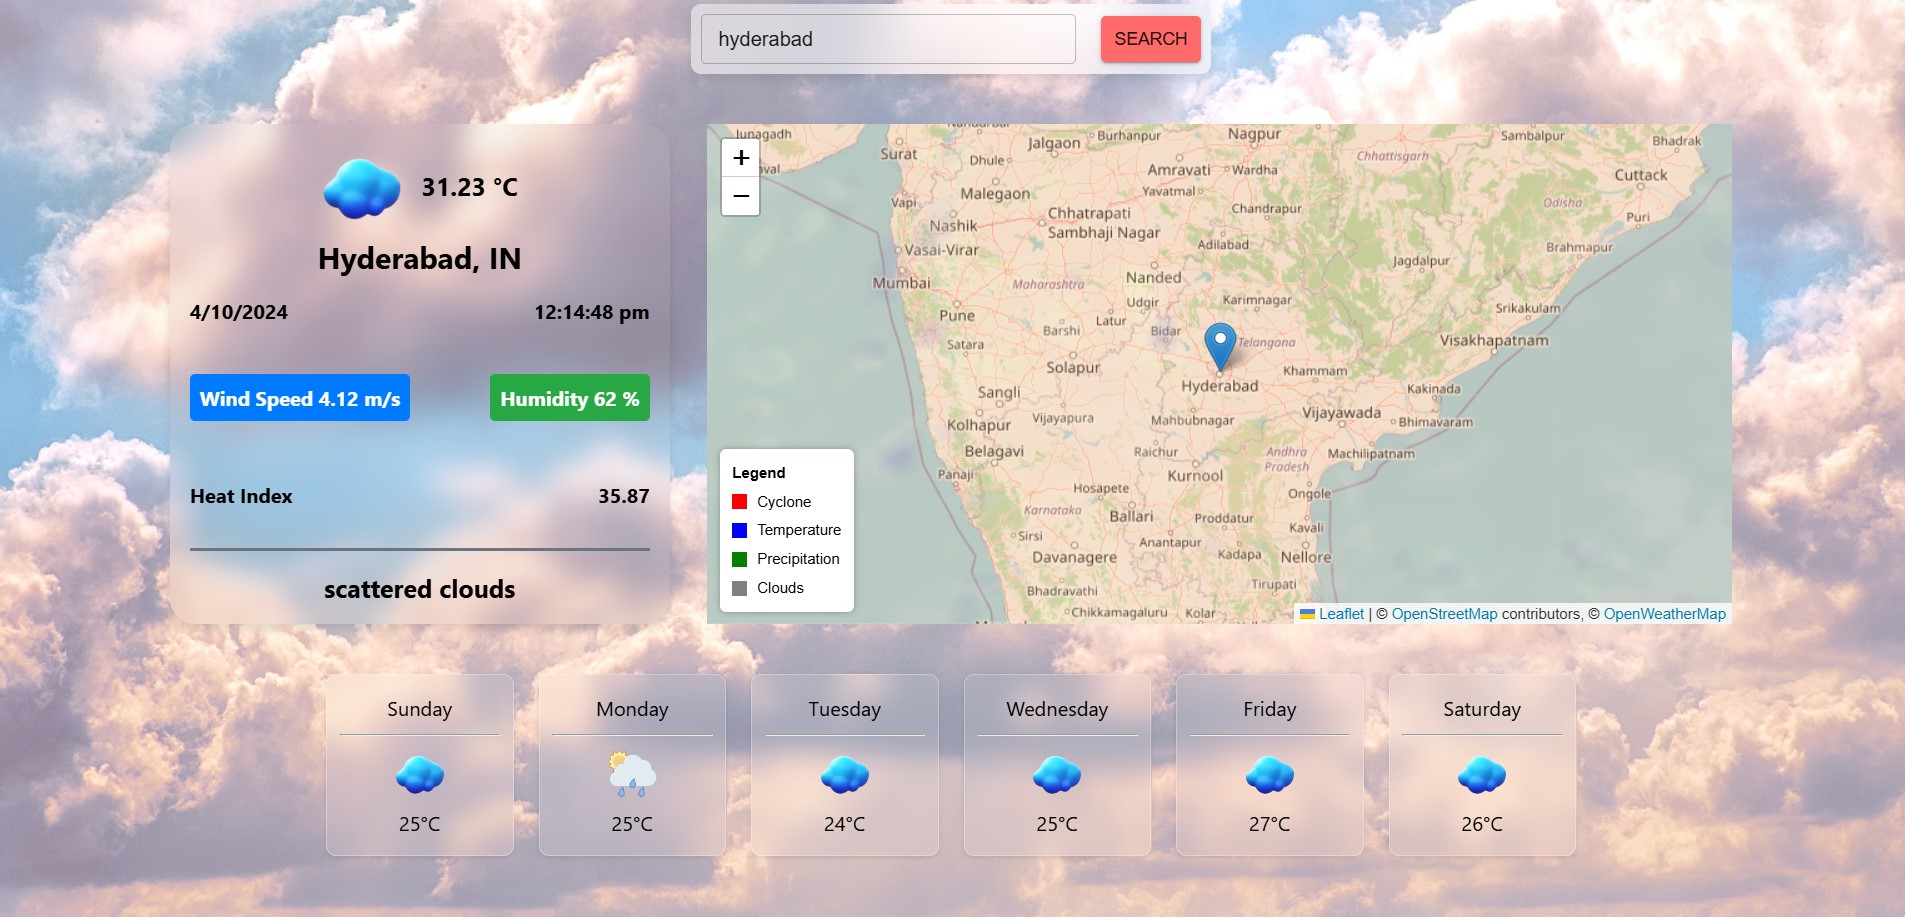 hyderabad
SEARCH
31.23 °C
Hyderabad, IN
4/10/2024
12:14:48 pm
Wind Speed 4.12 m/s
Humidity 62 %
Heat Index
35.87
scattered clouds
+
−
Junagadh
Surat
Dhule
Jalgaon
Burhanpur
Nagpur
Chhattisgarh
Sambalpur
Bhadrak
Amravati
Wardha
Cuttack
Malegaon
Yavatmal
Vapi
Chhatrapati
Sambhaji Nagar
Chandrapur
Odisha
Puri
Nashik
Vasai-Virar
Adilabad
Brahmapur
Jagdalpur
Mumbai
Maharashtra
Nanded
Udgir
Karimnagar
Srikakulam
Pune
Latur
Barshi
Bidar
Telangana
Visakhapatnam
Satara
Solapur
Hyderabad
Khammam
Kakinada
Sangli
Vijayapura
Mahbubnagar
Vijayawada
Bhimavaram
Kolhapur
Belagavi
Raichur
Andhra
Pradesh
Machilipatnam
Panaji
Kurnool
Hosapete
Ongole
Karnataka
Ballari
Proddatur
Kavali
Sirsi
Davanagere
Anantapur
Kadapa
Nellore
Bhadravathi
Tirupati
Chikkamagaluru
Kolar
Legend
Cyclone
Temperature
Precipitation
Clouds
Leaflet | © OpenStreetMap contributors, © OpenWeatherMap
Sunday
25°C
Monday
25°C
Tuesday
24°C
Wednesday
25°C
Friday
27°C
Saturday
26°C